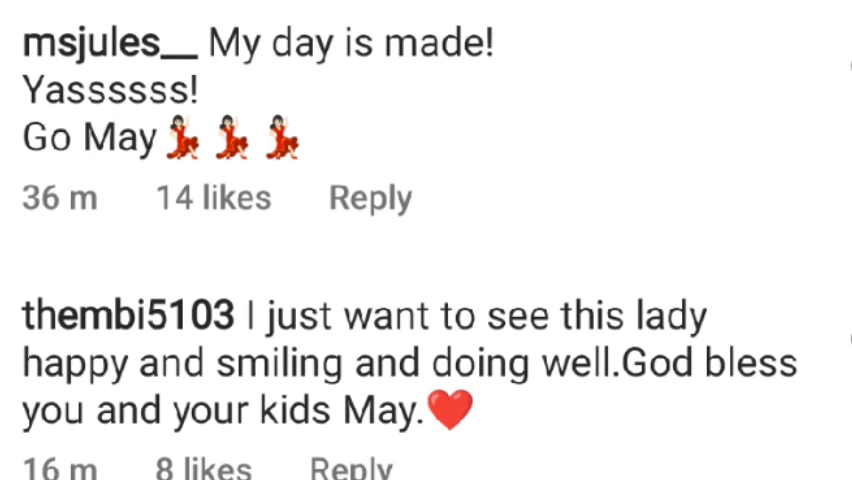 msjules__ My day is made!
Yassssss!
Go May💃🏻💃🏻💃🏻
36 m 14 likes Reply
thembi5103 I just want to see this lady
happy and smiling and doing well.God bless
you and your kids May.❤️
16 m 8 likes Reply